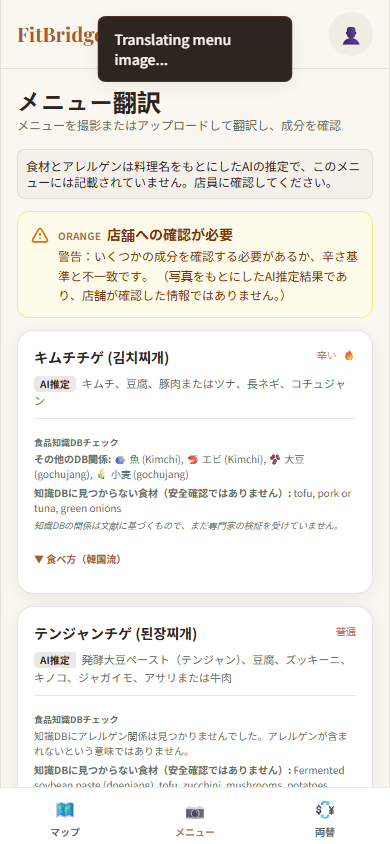 FitBridge
Translating menu
image...
メニュー翻訳
メニューを撮影またはアップロードして翻訳し、成分を確認
食材とアレルゲンは料理名をもとにしたAIの推定で、このメニ
ューには記載されていません。店員に確認してください。
ORANGE 店舗への確認が必要
警告：いくつかの成分を確認する必要があるか、辛さ基
準と不一致です。 （写真をもとにしたAI推定結果であ
り、店舗が確認した情報ではありません。）
キムチチゲ (김치찌개)
辛い
AI推定 キムチ、豆腐、豚肉またはツナ、長ネギ、コチュジャ
ン
食品知識DBチェック
その他のDB関係: 魚 (Kimchi), エビ (Kimchi), 大豆
(gochujang), 小麦 (gochujang)
知識DBに見つからない食材（安全確認ではありません）: tofu, pork or
tuna, green onions
知識DBの関係は文献に基づくもので、まだ専門家の検証を受けていません。
▼ 食べ方（韓国流）
テンジャンチゲ (된장찌개)
普通
AI推定 発酵大豆ペースト（テンジャン）、豆腐、ズッキーニ、
キノコ、ジャガイモ、アサリまたは牛肉
食品知識DBチェック
知識DBにアレルゲン関係は見つかりませんでした。アレルゲンが含ま
れないという意味ではありません。
知識DBに見つからない食材（安全確認ではありません）: Fermented
soybean paste (doenjang), tofu, zucchini, mushrooms, potatoes,
マップ
メニュー
両替